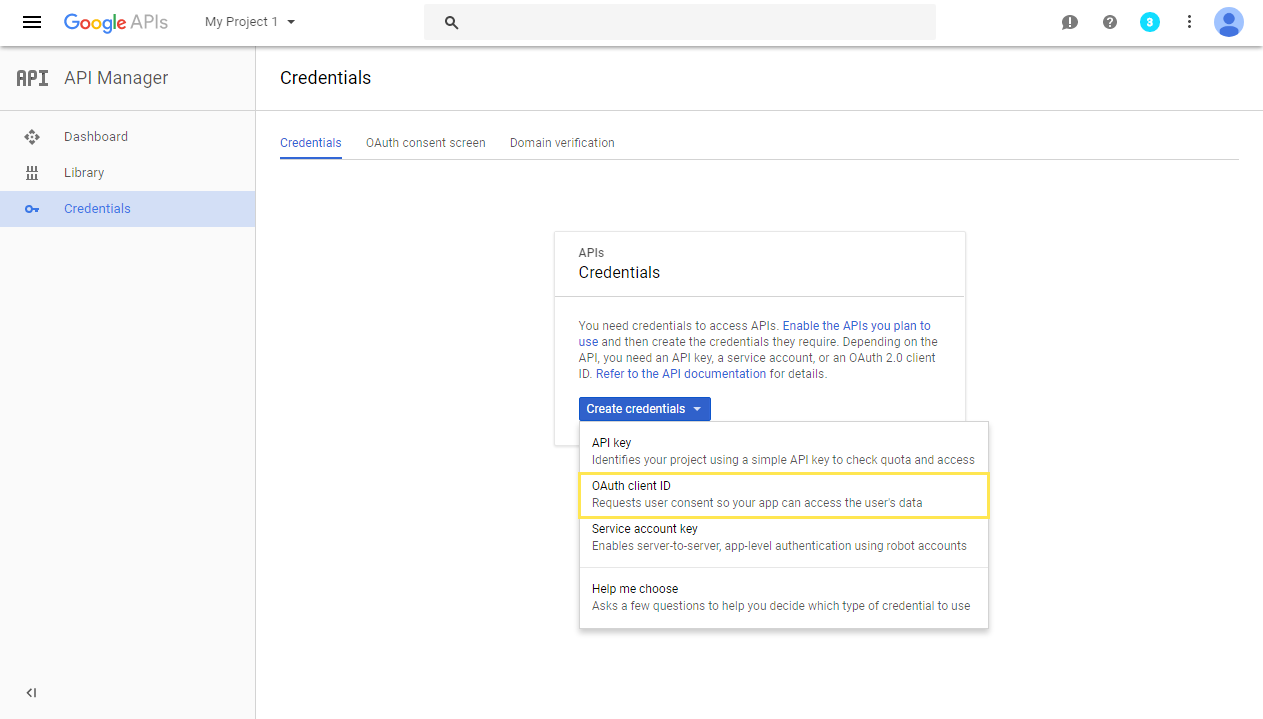 Google APIs
My Project 1
3
API API Manager
Credentials
Dashboard
Library
Credentials
Credentials OAuth consent screen Domain verification
APIs
Credentials
You need credentials to access APIs. Enable the APIs you plan to
use and then create the credentials they require. Depending on the
API, you need an API key, a service account, or an OAuth 2.0 client
ID. Refer to the API documentation for details.
Create credentials
API key
Identifies your project using a simple API key to check quota and access
OAuth client ID
Requests user consent so your app can access the user's data
Service account key
Enables server-to-server, app-level authentication using robot accounts
Help me choose
Asks a few questions to help you decide which type of credential to use